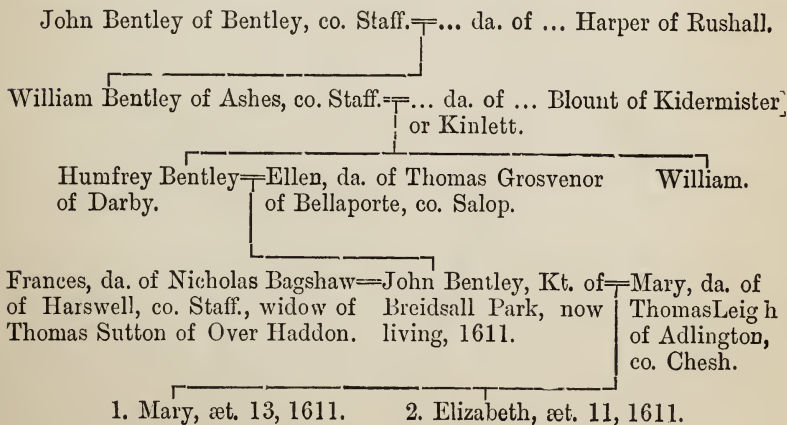 John Bentley of Bentley, co. Staff.=... da. of ... Harper of Rushall.
William Bentley of Ashes, co. Staff.=... da. of ... Blount of Kidermister
or Kinlett.
Humfrey Bentley=Ellen, da. of Thomas Grosvenor
of Darby.
of Bellaporte, co. Salop.
William.
Frances, da. of Nicholas Bagshaw=John Bentley, Kt. of=Mary, da. of
of Harswell, co. Staff., widow of
Thomas Sutton of Over Haddon.
Breidsall Park, now
living, 1611.
ThomasLeig h
of Adlington,
co. Chesh.
1. Mary, æt. 13, 1611.
2. Elizabeth, æt. 11, 1611.